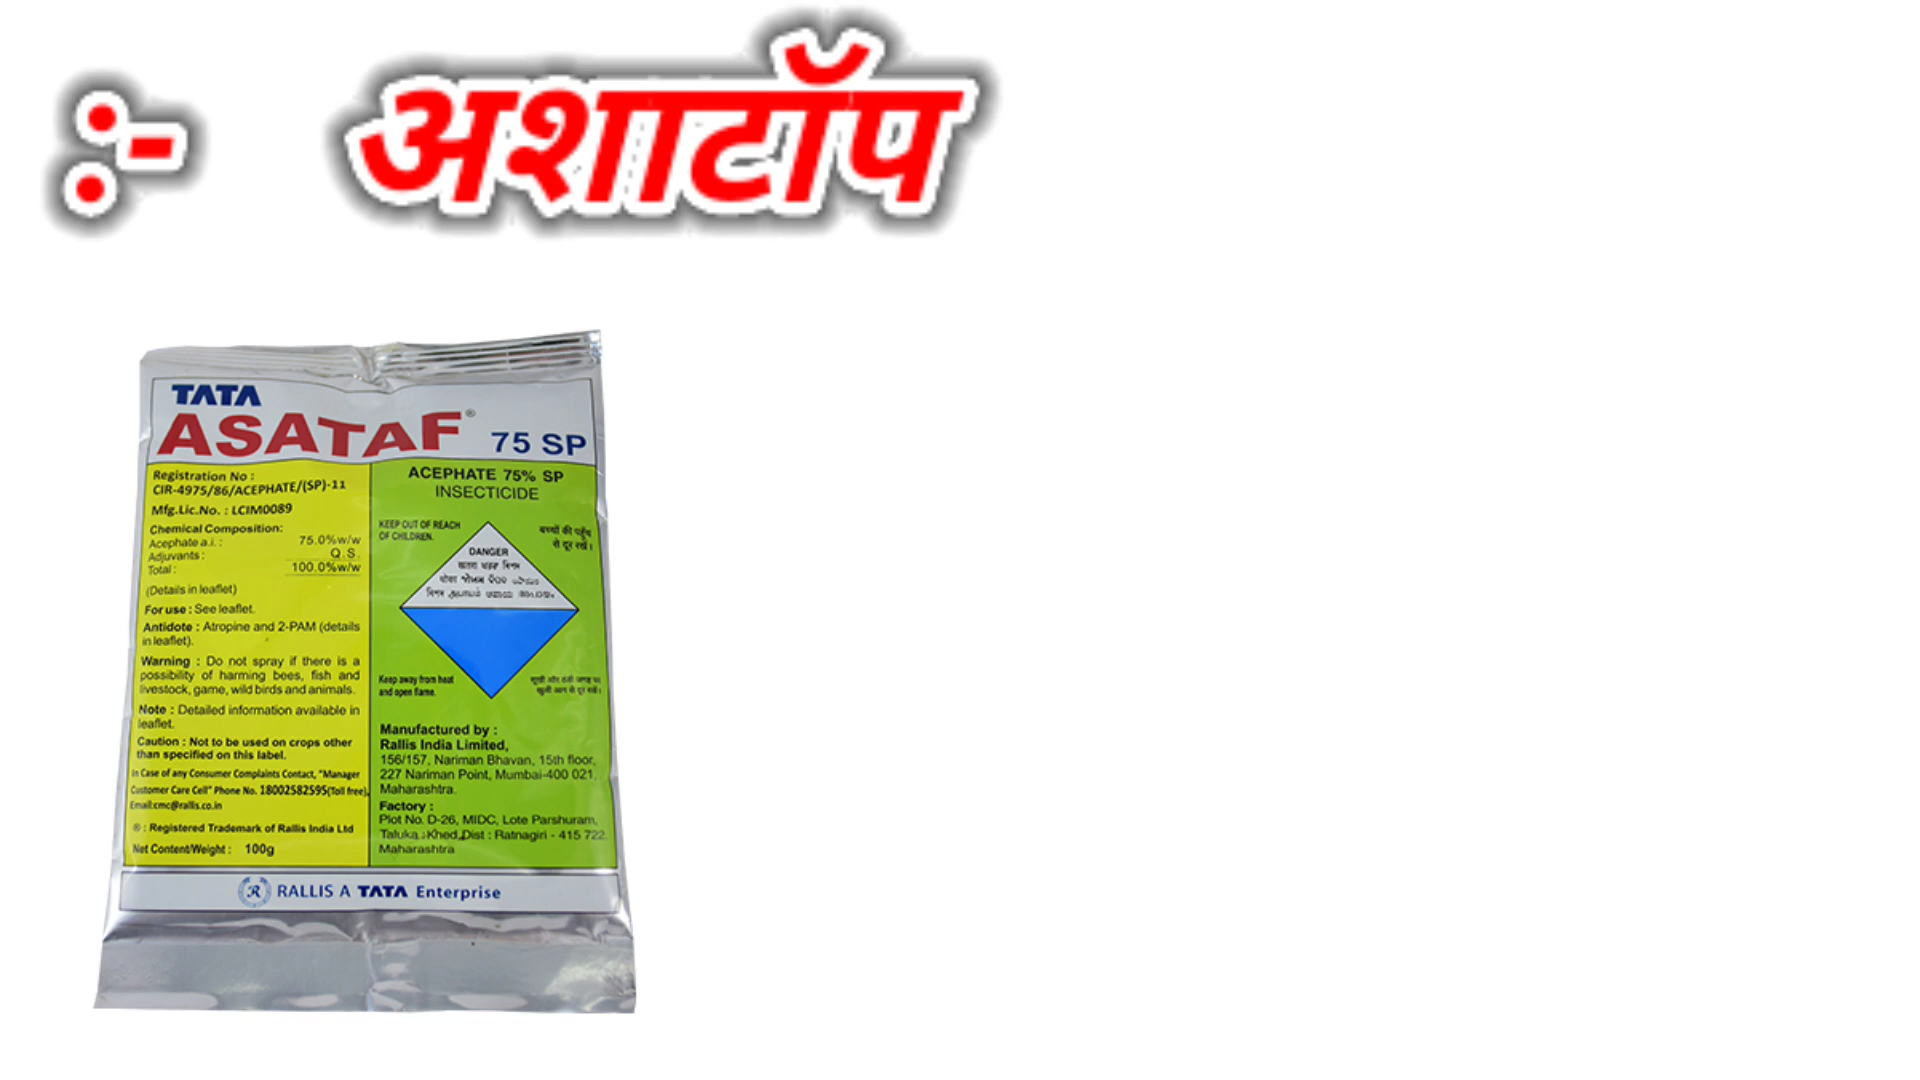 :- अशाटॉप
TATA
ASATAF® 75 SP
Registration No :
CIR-4975/86/ACEPHATE/(SP)-11
Mfg.Lic.No. : LCIM0089
Chemical Composition:
Acephate a.i. : 75.0%w/w
Adjuvants : Q.S.
Total : 100.0%w/w
(Details in leaflet)
For use : See leaflet.
Antidote : Atropine and 2-PAM (details
in leaflet).
Warning : Do not spray if there is a
possibility of harming bees, fish and
livestock, game, wild birds and animals.
Note : Detailed information available in
leaflet.
Caution : Not to be used on crops other
than specified on this label.
In Case of any Consumer Complaints Contact, "Manager
Customer Care Cell" Phone No. 18002582595(Toll free),
Email:cmc@rallis.co.in
® : Registered Trademark of Rallis India Ltd
Net Content/Weight : 100g
ACEPHATE 75% SP
INSECTICIDE
KEEP OUT OF REACH
OF CHILDREN.
बच्चों की पहुँच
से दूर रखें।
DANGER
Keep away from heat
and open flame.
Manufactured by :
Rallis India Limited,
156/157, Nariman Bhavan, 15th floor,
227 Nariman Point, Mumbai-400 021,
Maharashtra.
Factory :
Plot No. D-26, MIDC, Lote Parshuram,
Taluka : Khed, Dist : Ratnagiri - 415 722.
Maharashtra
RALLIS A TATA Enterprise